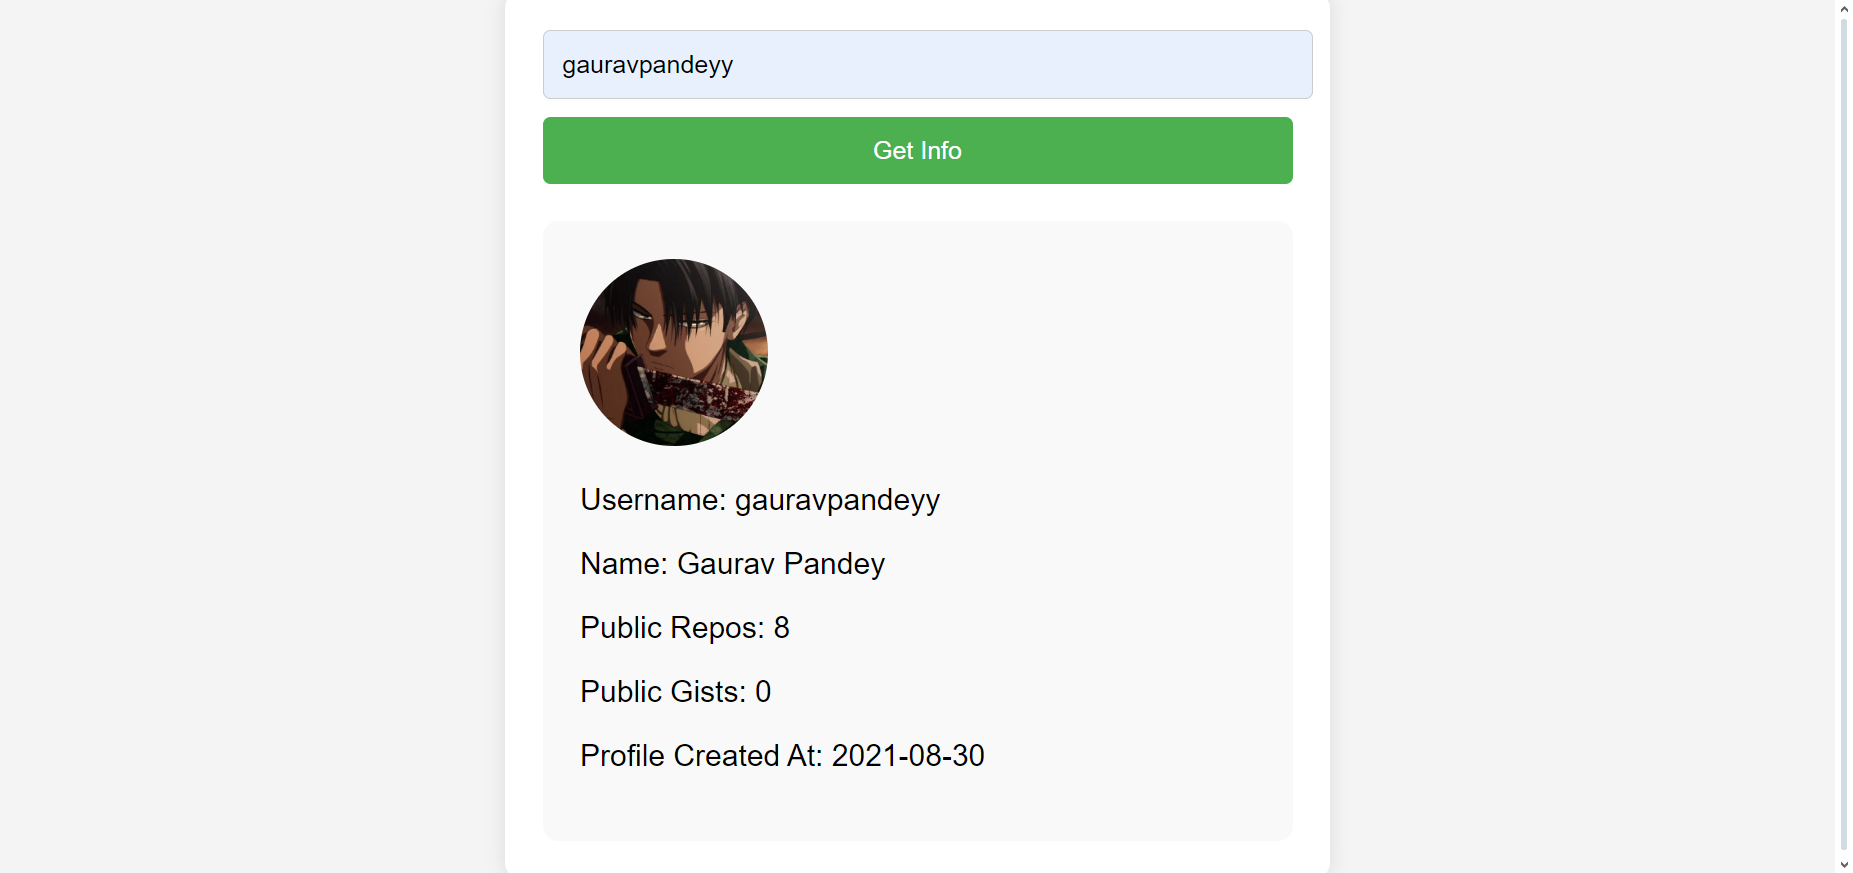 gauravpandeyy
Get Info
Username: gauravpandeyy
Name: Gaurav Pandey
Public Repos: 8
Public Gists: 0
Profile Created At: 2021-08-30